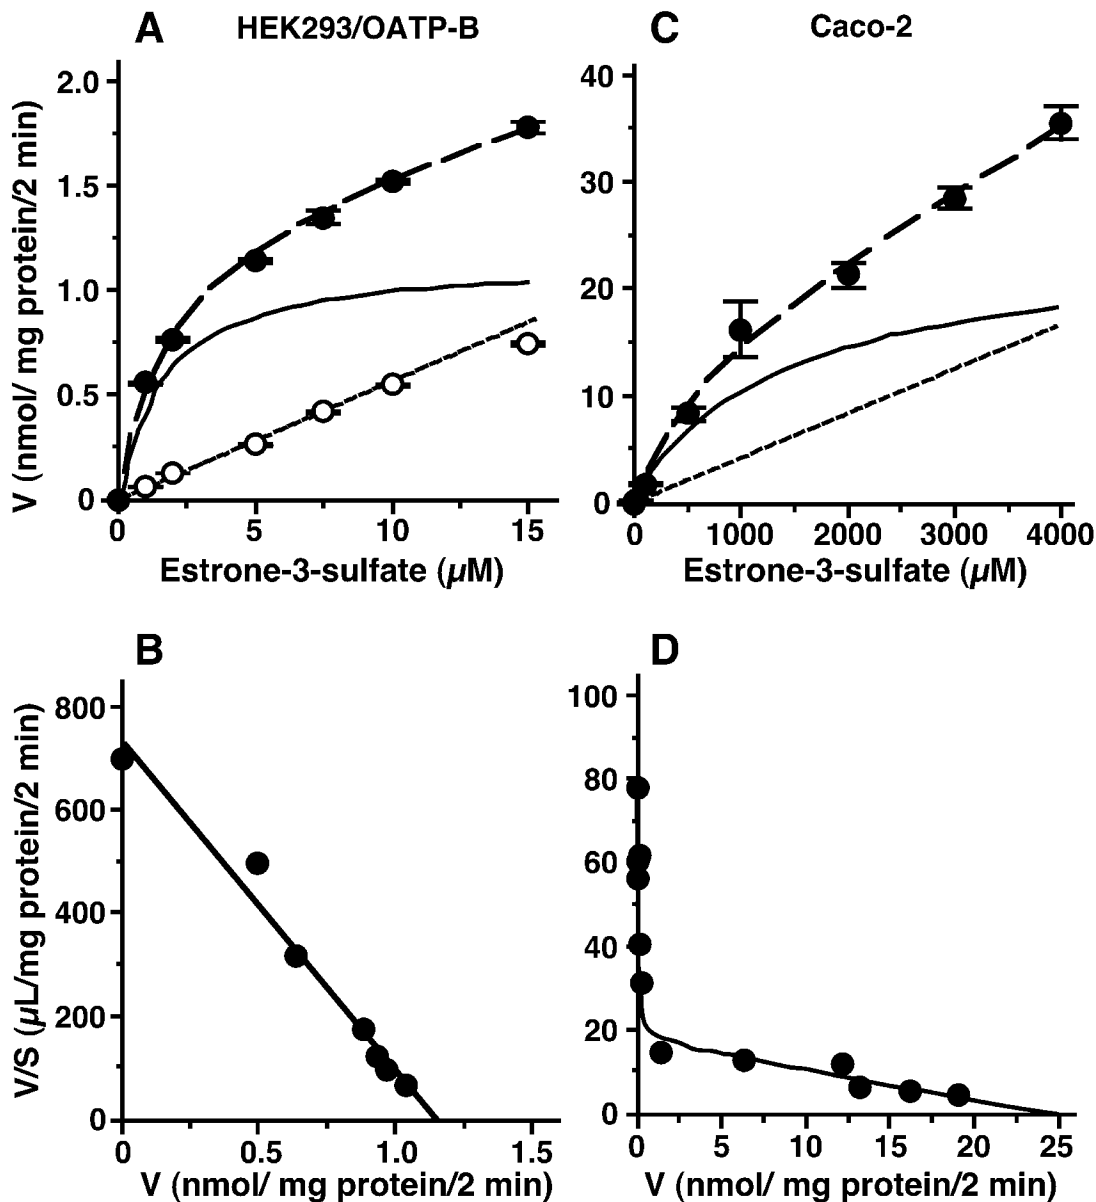 A HEK293/OATP-B
V (nmol/ mg protein/2 min)
2.0
1.5
1.0
0.5
0
0 5 10 15
Estrone-3-sulfate (µM)
C Caco-2
40
30
20
10
0
0 1000 2000 3000 4000
Estrone-3-sulfate (µM)
B
V/S (µL/mg protein/2 min)
800
600
400
200
0
0 0.5 1.0 1.5
V (nmol/ mg protein/2 min)
D
100
80
60
40
20
0
0 5 10 15 20 25
V (nmol/ mg protein/2 min)